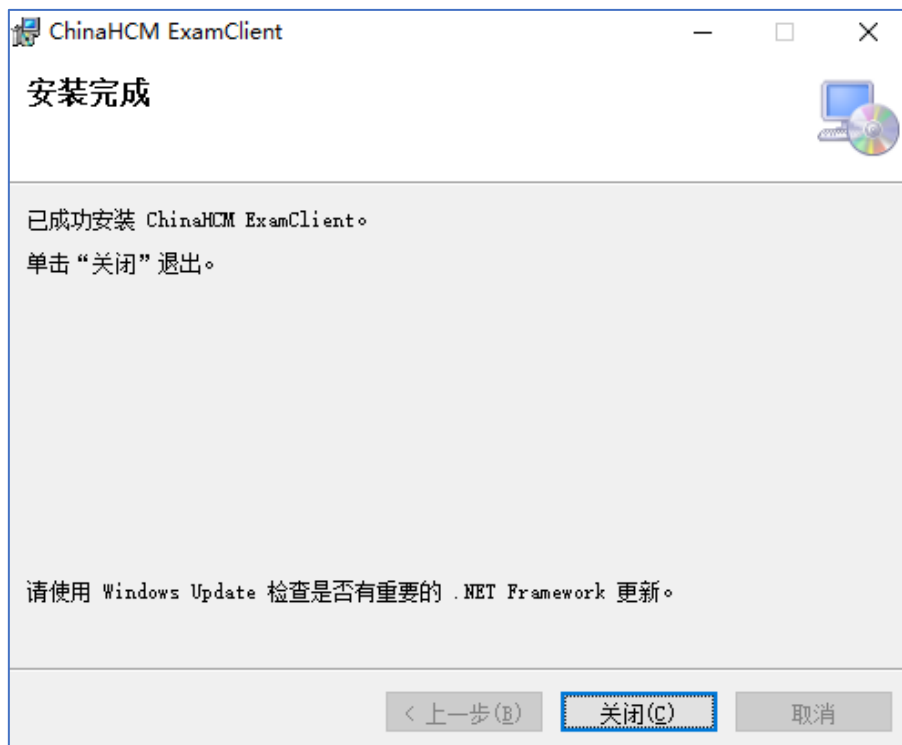 ChinaHCM ExamClient
安装完成
已成功安装 ChinaHCM ExamClient。
单击“关闭”退出。
请使用 Windows Update 检查是否有重要的 .NET Framework 更新。
< 上一步(B)
关闭(C)
取消